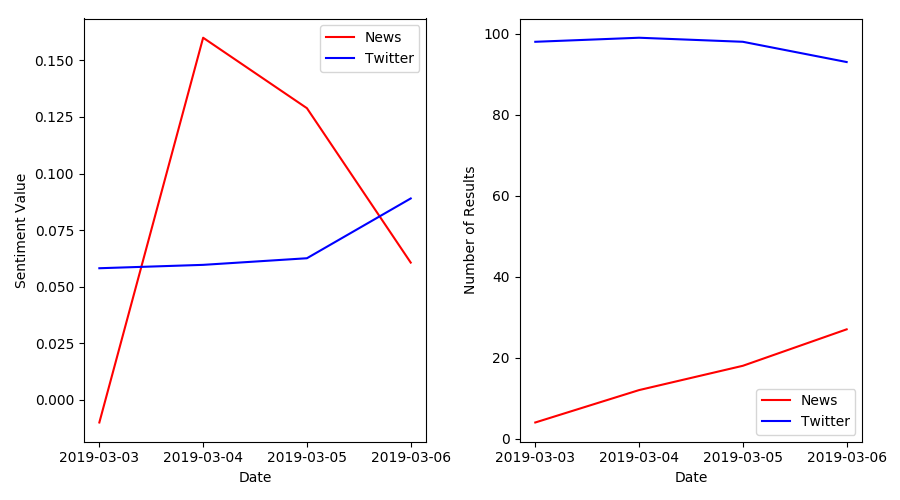 News
Twitter
0.150
0.125
0.100
0.075
0.050
0.025
0.000
Sentiment Value
2019-03-03 2019-03-04 2019-03-05 2019-03-06
Date
100
80
60
40
20
0
Number of Results
News
Twitter
2019-03-03 2019-03-04 2019-03-05 2019-03-06
Date